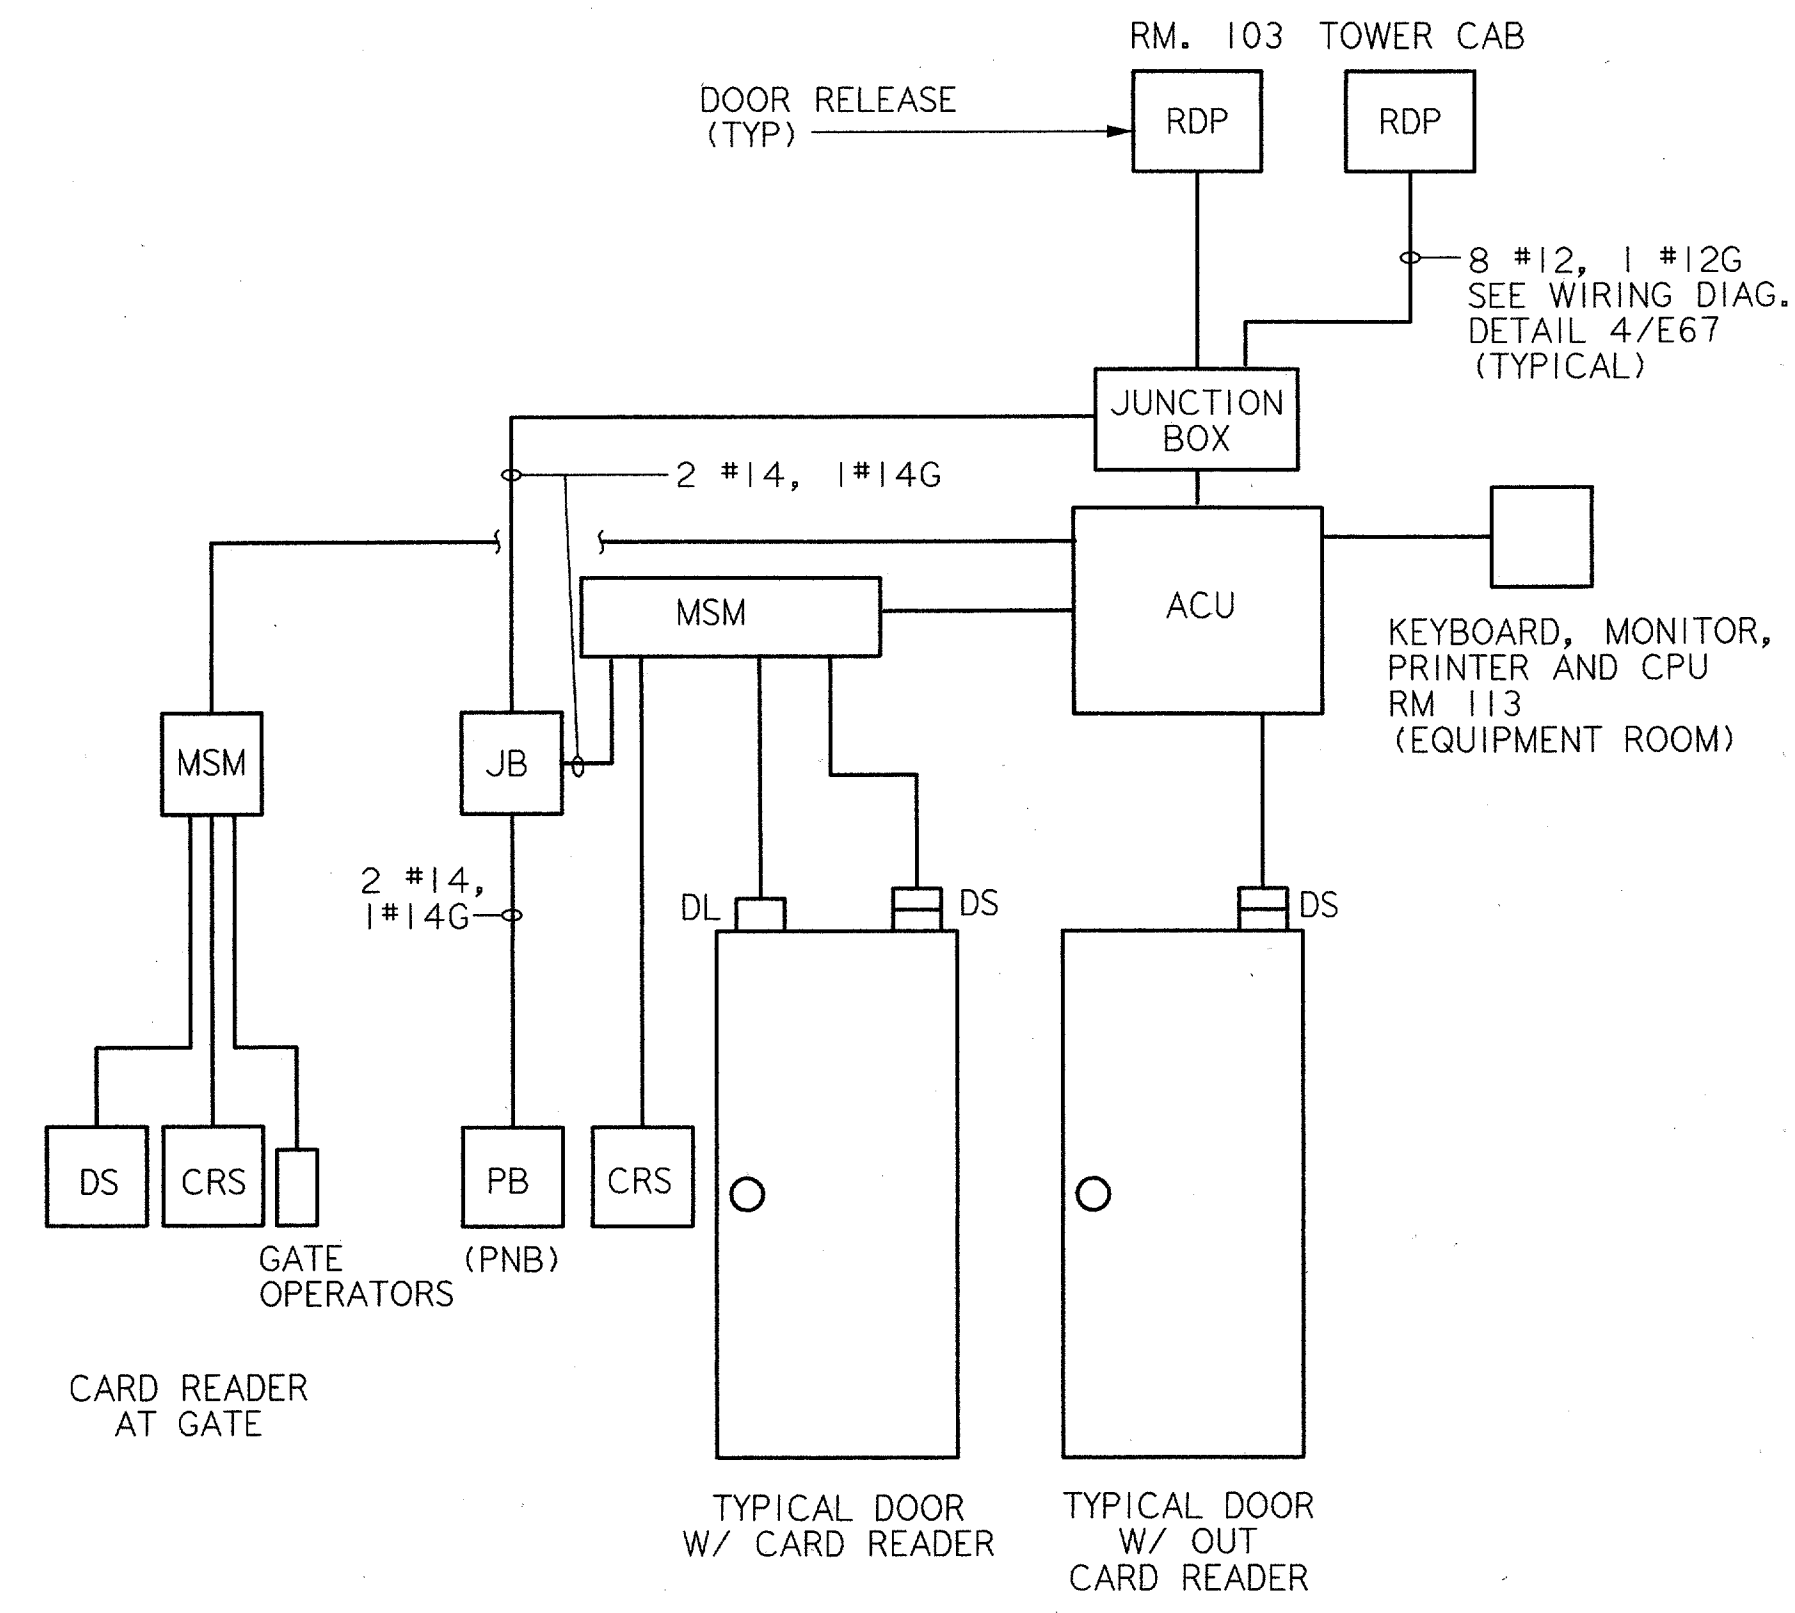 RM. 103 TOWER CAB
DOOR RELEASE
(TYP)
RDP
RDP
8 #12, 1 #12G
SEE WIRING DIAG.
DETAIL 4/E67
(TYPICAL)
JUNCTION
BOX
2 #14, 1#14G
MSM
ACU
KEYBOARD, MONITOR,
PRINTER AND CPU
RM 113
(EQUIPMENT ROOM)
MSM
JB
2 #14,
1#14G
DL
DS
DS
DS
CRS
PB
CRS
GATE
OPERATORS
(PNB)
CARD READER
AT GATE
TYPICAL DOOR
W/ CARD READER
TYPICAL DOOR
W/ OUT
CARD READER